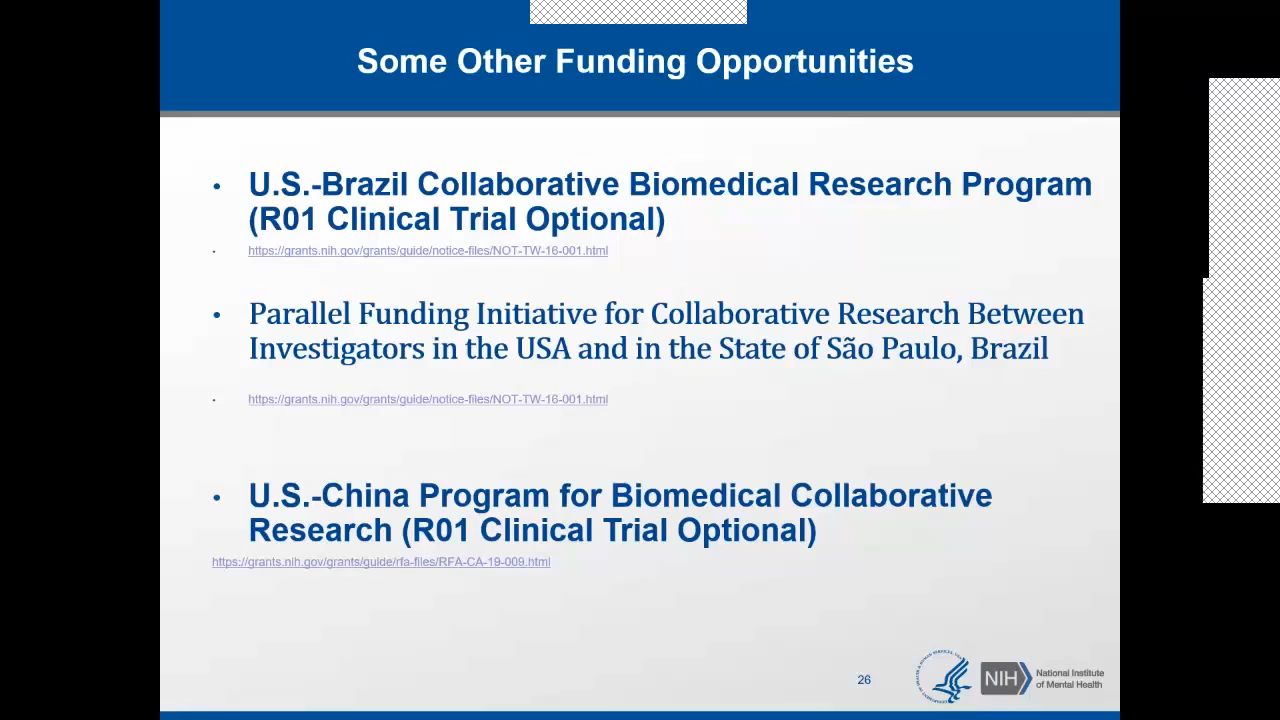 Some Other Funding Opportunities
• U.S.-Brazil Collaborative Biomedical Research Program
(R01 Clinical Trial Optional)
• https://grants.nih.gov/grants/guide/notice-files/NOT-TW-16-001.html
• Parallel Funding Initiative for Collaborative Research Between
Investigators in the USA and in the State of São Paulo, Brazil
• https://grants.nih.gov/grants/guide/notice-files/NOT-TW-16-001.html
• U.S.-China Program for Biomedical Collaborative
Research (R01 Clinical Trial Optional)
https://grants.nih.gov/grants/guide/rfa-files/RFA-CA-19-009.html
26
NIH
National Institute
of Mental Health